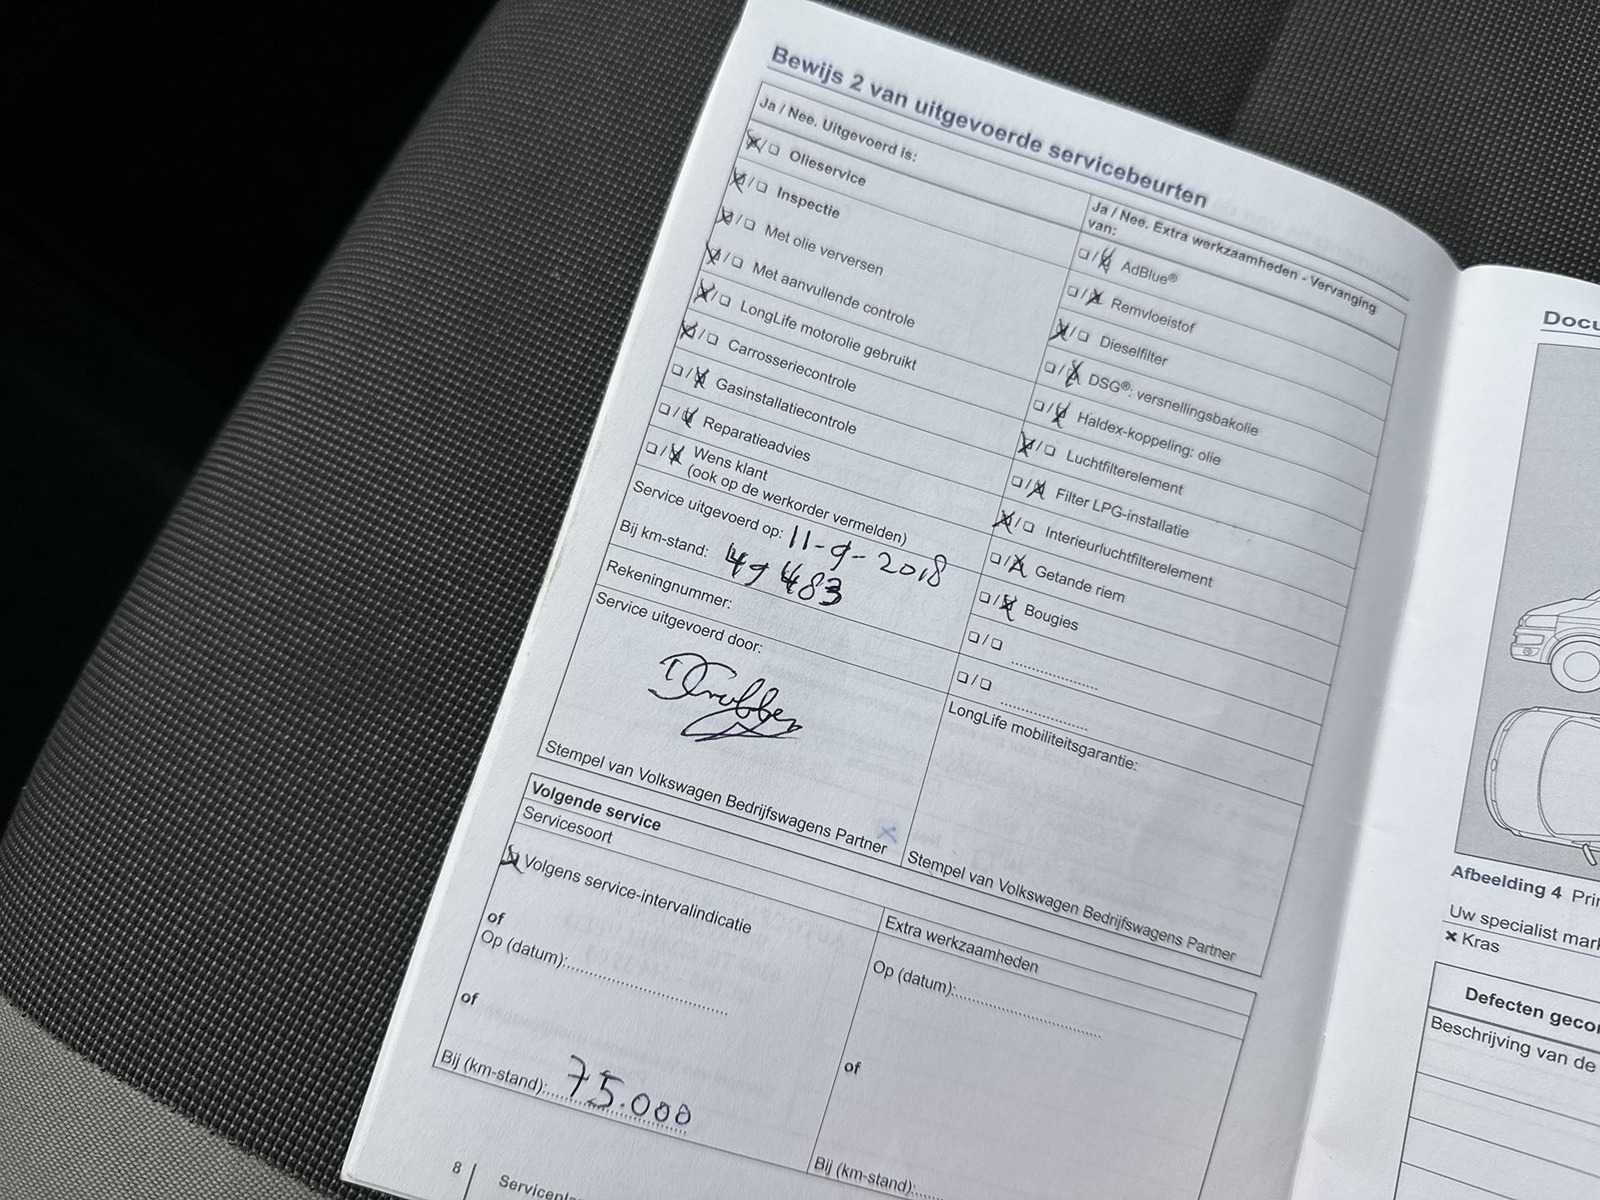 Bewijs 2 van uitgevoerde servicebeurten
Ja / Nee. Uitgevoerd is:
☒/☐ Olieservice
☒/☐ Inspectie
☒/☐ Met olie verversen
☒/☐ Met aanvullende controle
☒/☐ LongLife motorolie gebruikt
☒/☐ Carrosseriecontrole
☐/☒ Gasinstallatiecontrole
☐/☒ Reparatieadvies
☐/☒ Wens klant
(ook op de werkorder vermelden)
Service uitgevoerd op: 11-9-2018
Bij km-stand: 49483
Rekeningnummer:
Service uitgevoerd door:
Stempel van Volkswagen Bedrijfswagens Partner
Ja / Nee. Extra werkzaamheden - Vervanging
van:
☐/☒ AdBlue®
☐/☒ Remvloeistof
☒/☐ Dieselfilter
☐/☒ DSG®: versnellingsbakolie
☐/☒ Haldex-koppeling: olie
☒/☐ Luchtfilterelement
☐/☒ Filter LPG-installatie
☒/☐ Interieurluchtfilterelement
☐/☒ Getande riem
☐/☒ Bougies
☐/☐ ....................
☐/☐ ....................
LongLife mobiliteitsgarantie:
Stempel van Volkswagen Bedrijfswagens Partner
Volgende service
Servicesoort
☒ Volgens service-intervalindicatie
of
Op (datum):..............................
of
Bij (km-stand):75.000
Extra werkzaamheden
Op (datum):..............................
of
Bij (km-stand):
8
Docu
Afbeelding 4
Uw specialist
× Kras
Defecten
Beschrijving van de